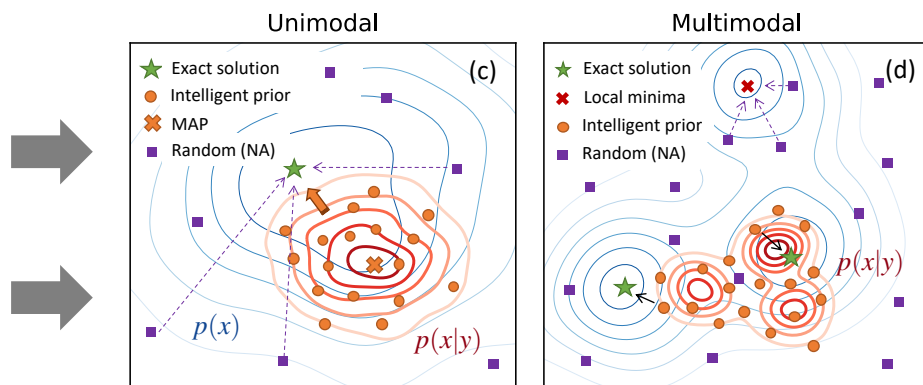 Unimodal
(c)
Exact solution
Intelligent prior
MAP
Random (NA)
p(x)
p(x|y)
Multimodal
(d)
Exact solution
Local minima
Intelligent prior
Random (NA)
p(x|y)